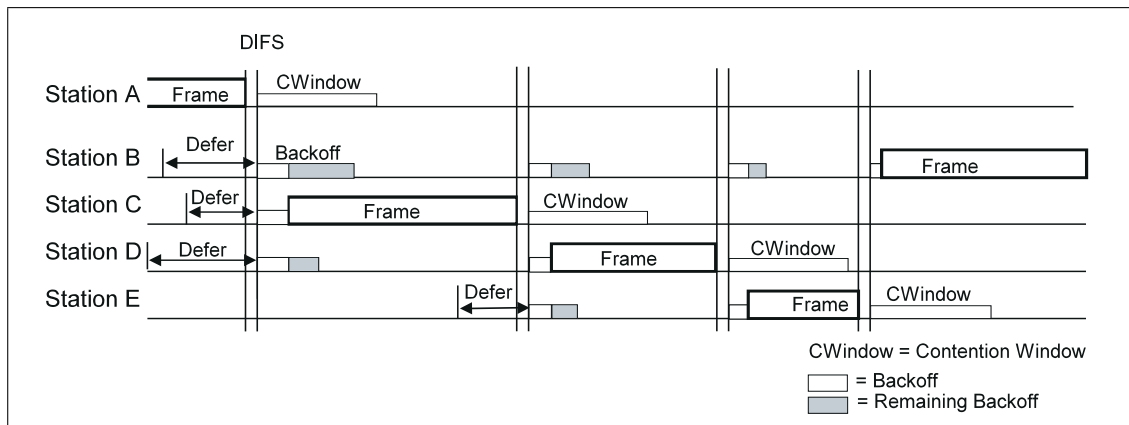 DIFS
Station A
Frame
CWindow
Station B
Defer
Backoff
Frame
Station C
Defer
Frame
CWindow
Station D
Defer
Frame
CWindow
Station E
Defer
Frame
CWindow
CWindow = Contention Window
= Backoff
= Remaining Backoff